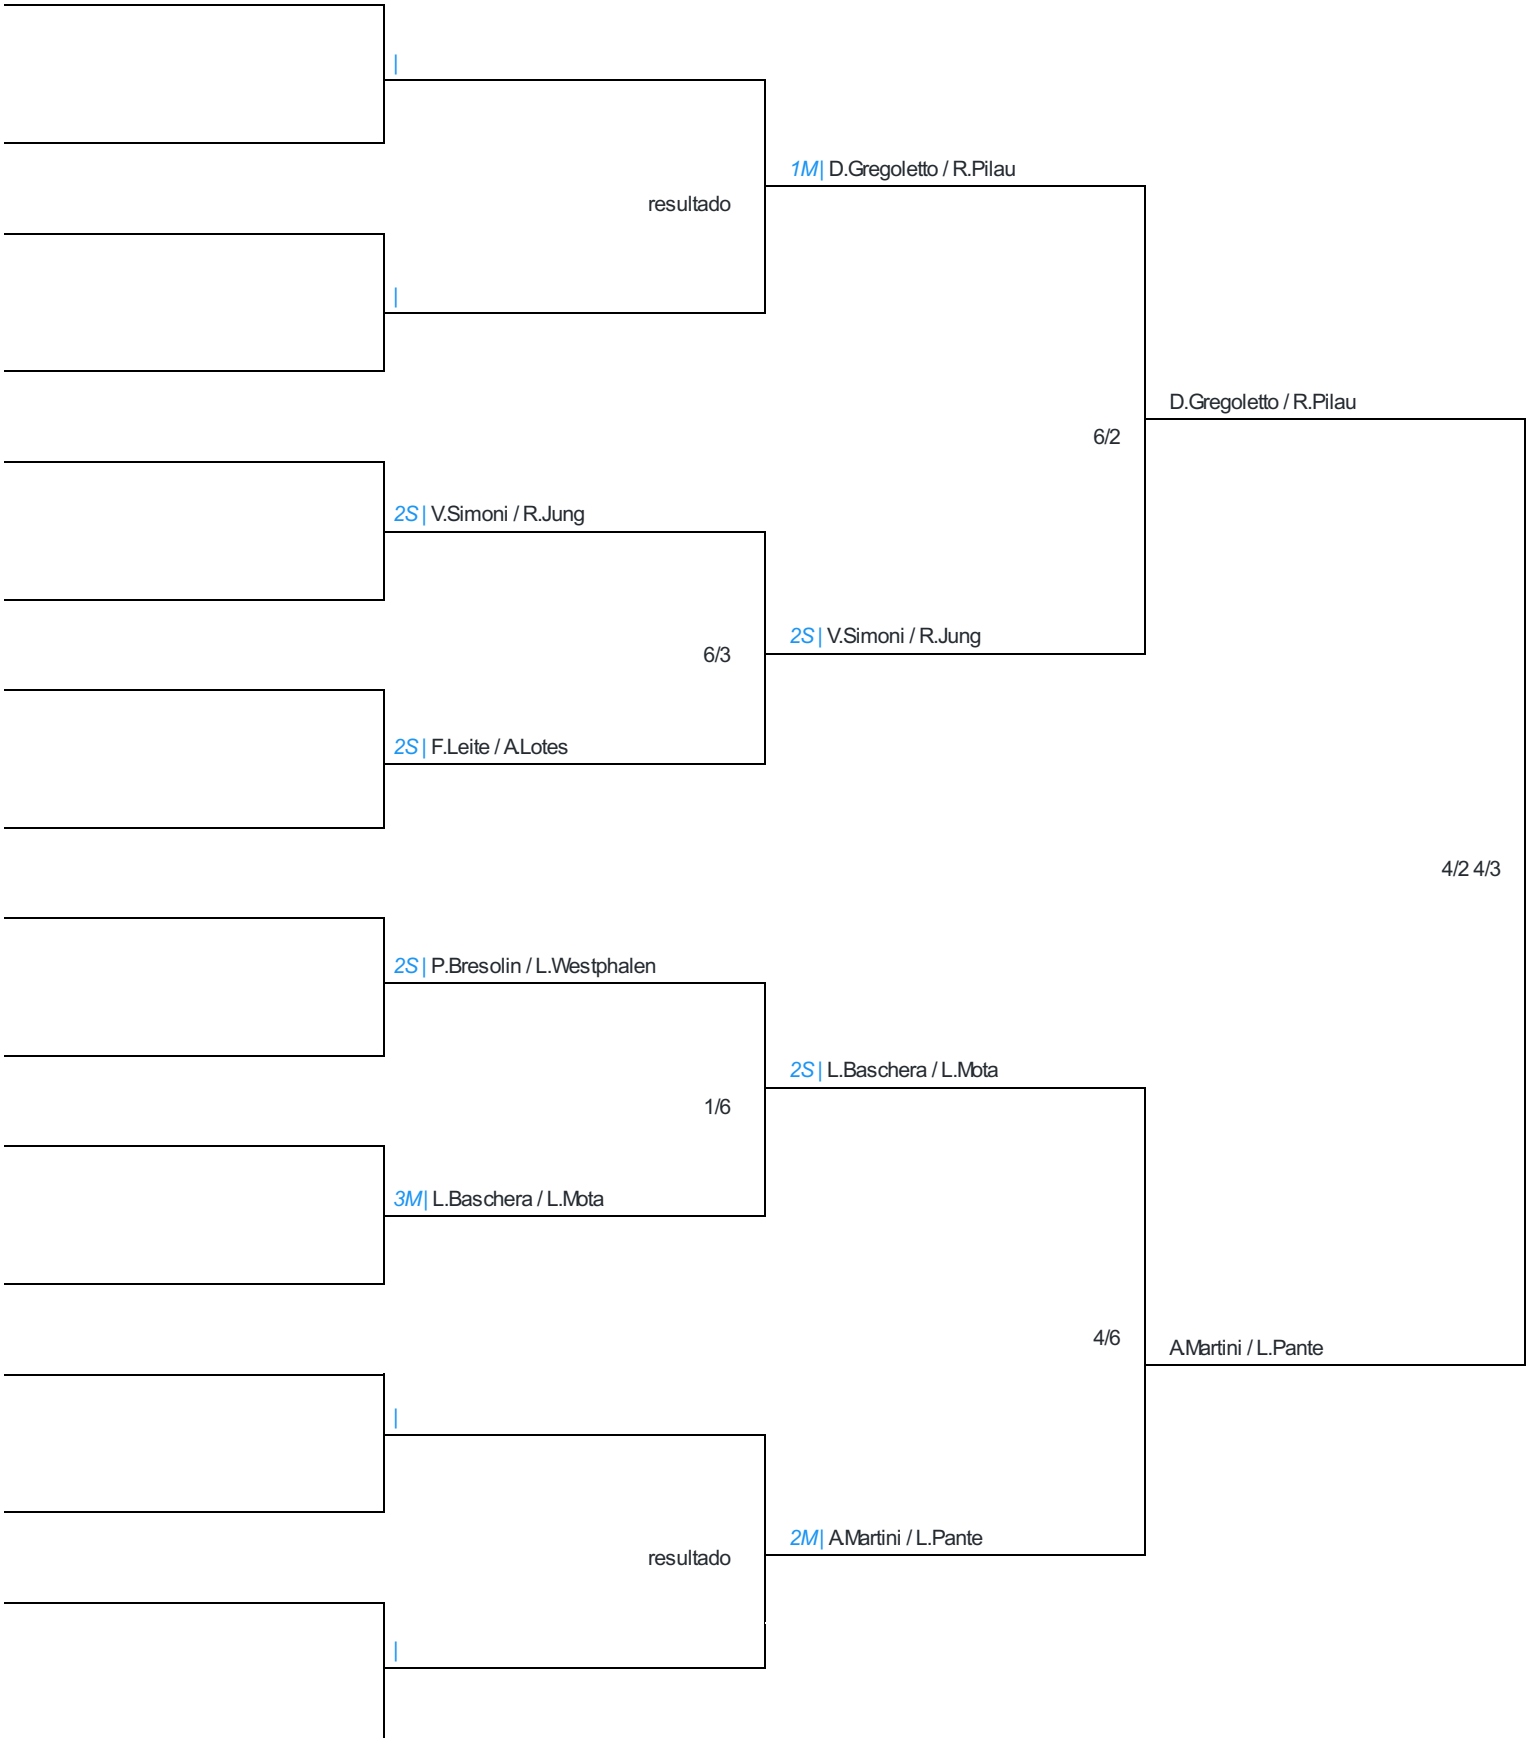 |
1M| D.Gregoletto / R.Pilau
resultado
|
D.Gregoletto / R.Pilau
6/2
2S| V.Simoni / R.Jung
2S| V.Simoni / R.Jung
6/3
2S| F.Leite / A.Lotes
4/2 4/3
2S| P.Bresolin / L.Westphalen
2S| L.Baschera / L.Mota
1/6
3M| L.Baschera / L.Mota
4/6
A.Martini / L.Pante
|
2M| A.Martini / L.Pante
resultado
|